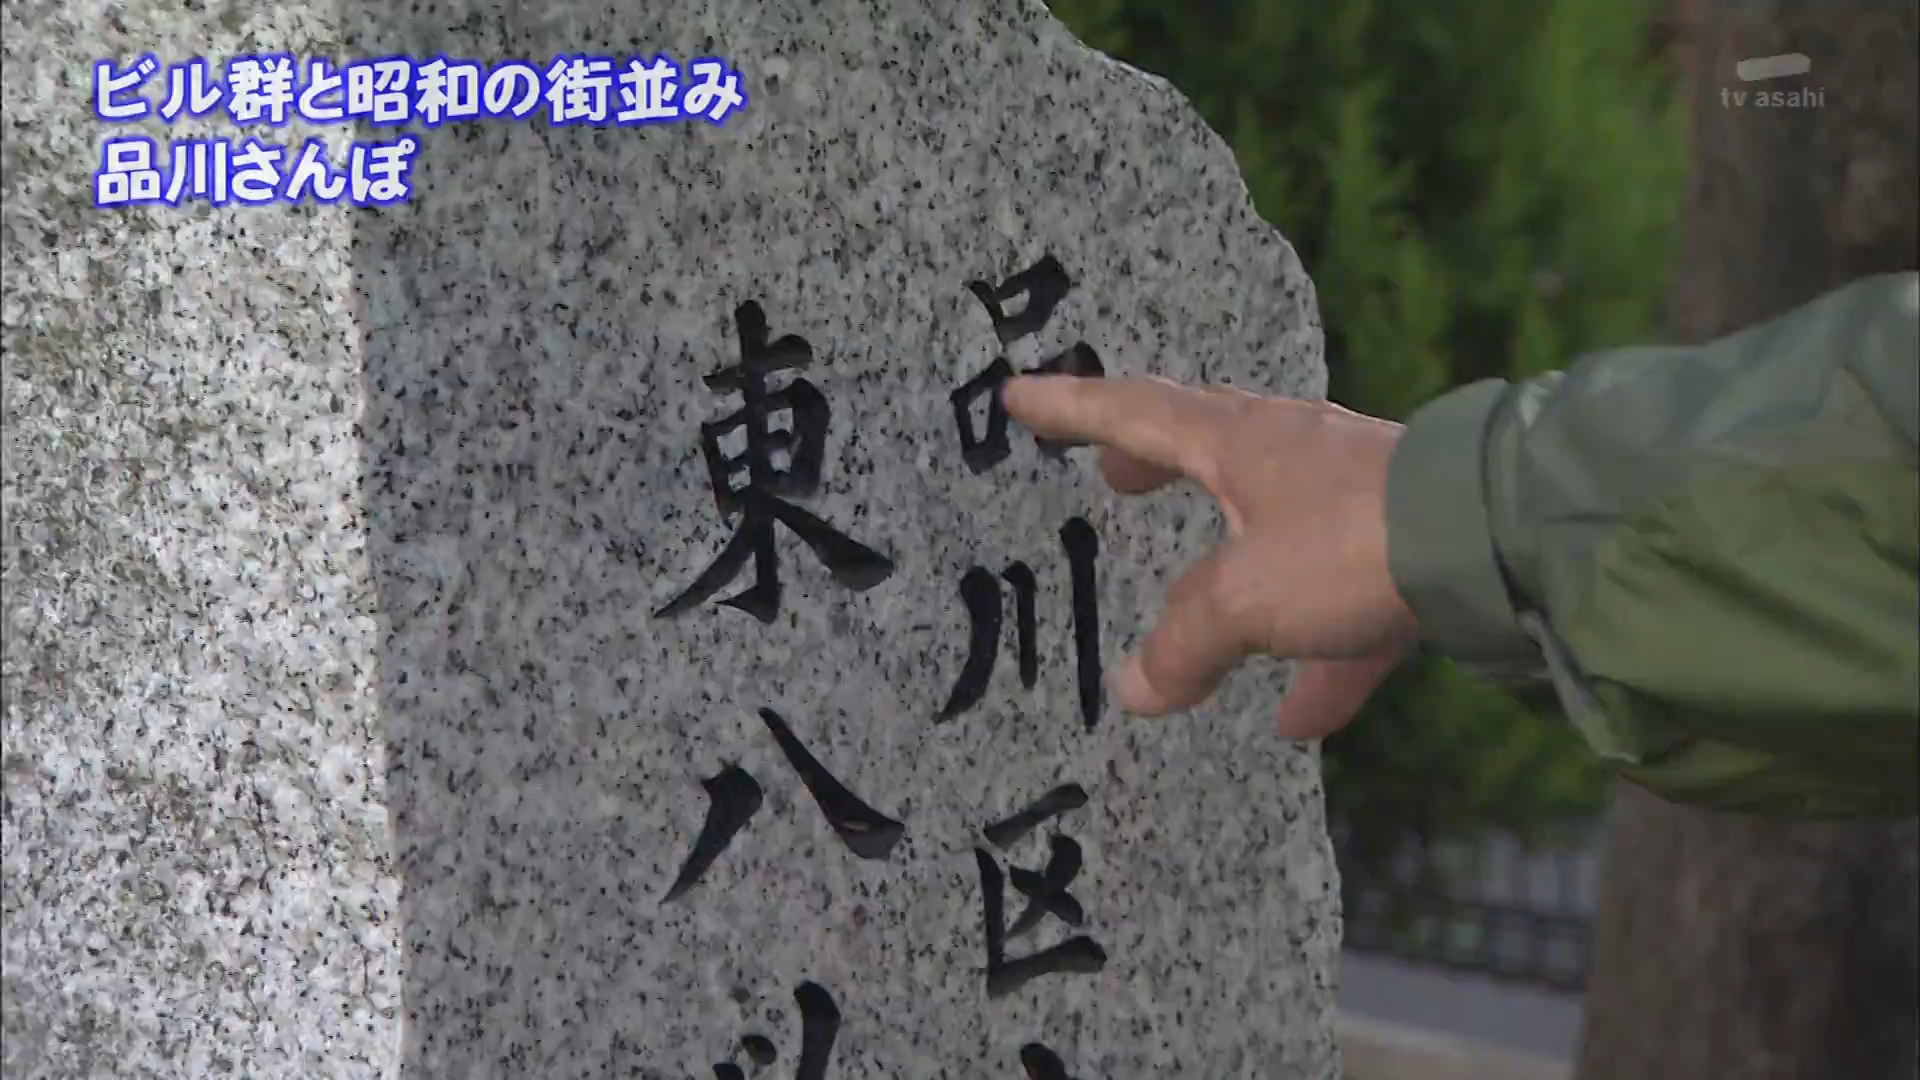 ビル群と昭和の街並み
品川さんぽ
tv asahi
品川区
東八